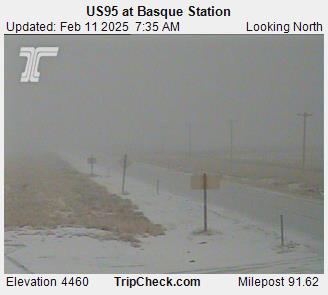 US95 at Basque Station
Updated: Feb 11 2025 7:35 AM Looking North
Elevation 4460 TripCheck.com Milepost 91.62